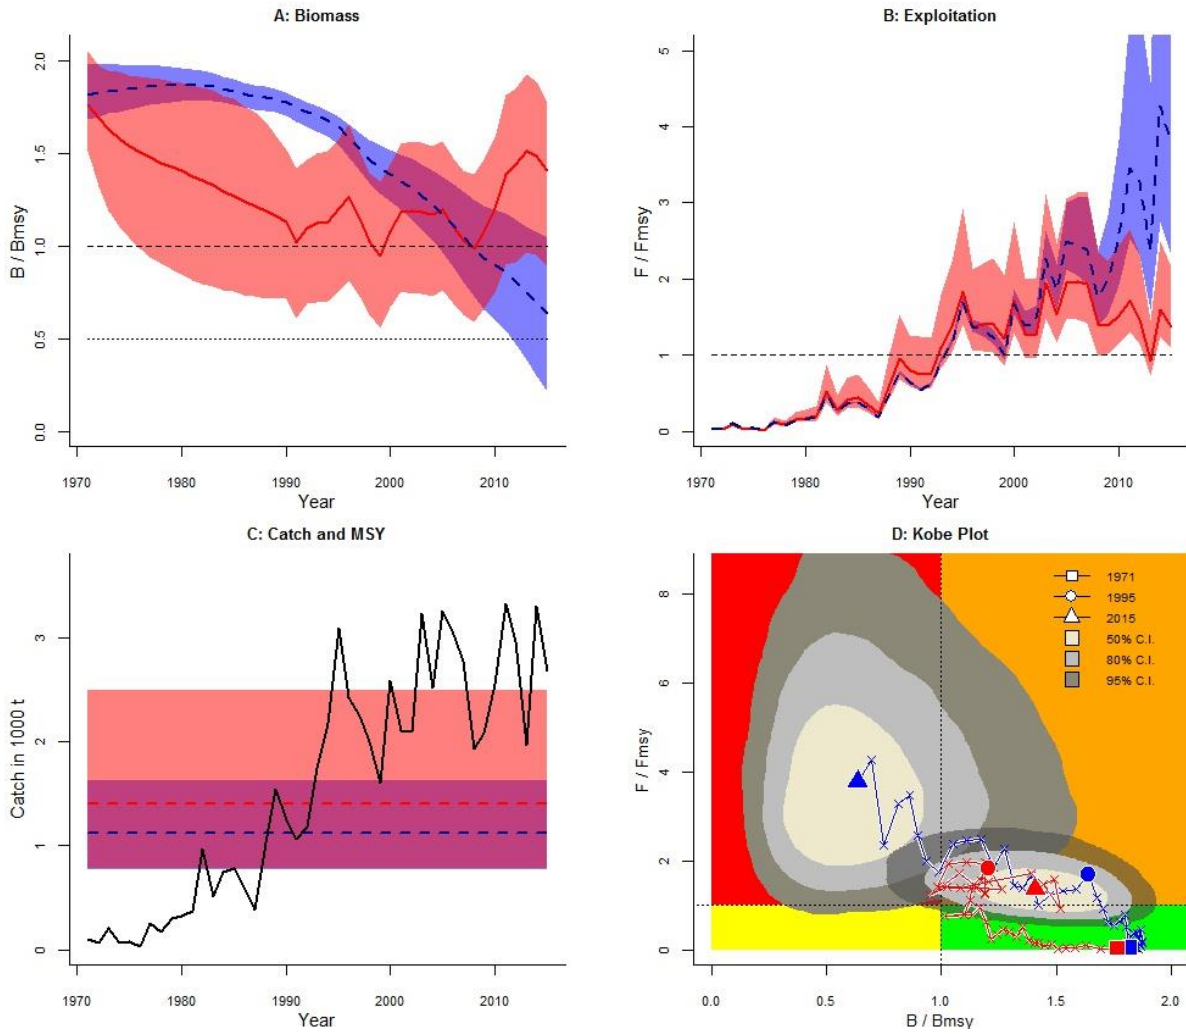 A: Biomass
B / Bmsy
2.0
1.5
1.0
0.5
0.0
1970 1980 1990 2000 2010
Year
B: Exploitation
F / Fmsy
5
4
3
2
1
0
1970 1980 1990 2000 2010
Year
C: Catch and MSY
Catch in 1000 t
3
2
1
0
1970 1980 1990 2000 2010
Year
D: Kobe Plot
F / Fmsy
8
6
4
2
0
1971
1995
2015
50% C.I.
80% C.I.
95% C.I.
0.0 0.5 1.0 1.5 2.0
B / Bmsy